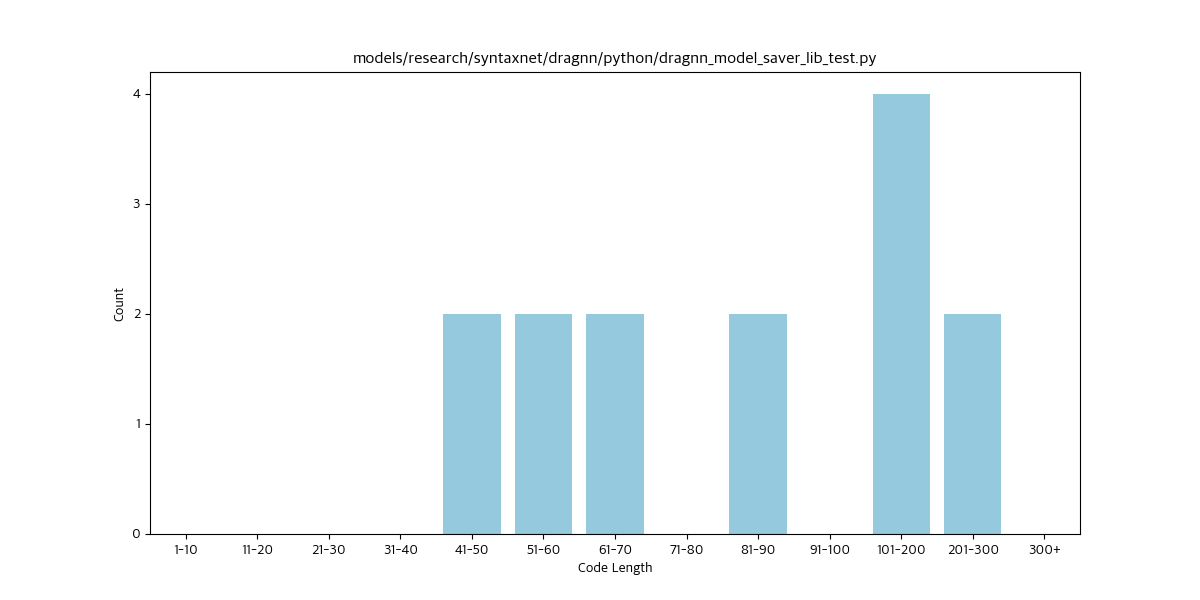 models/research/syntaxnet/dragnn/python/dragnn_model_saver_lib_test.py
4
3
Count
2
1
0
1-10 11-20 21-30 31-40 41-50 51-60 61-70 71-80 81-90 91-100 101-200 201-300 300+
Code Length